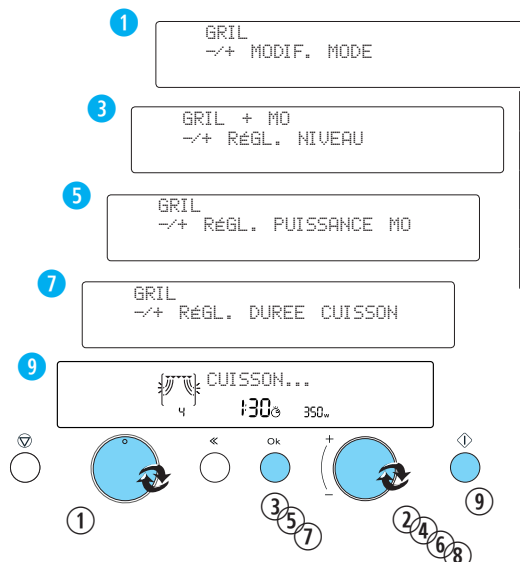 1
GRIL
-/+ MODIF. MODE
3
GRIL + MO
-/+ RÉGL. NIVEAU
5
GRIL
-/+ RÉGL. PUISSANCE MO
7
GRIL
-/+ RÉGL. DUREE CUISSON
9
CUISSON...
4 1:30 350w
« Ok + −
1 3 5 7 2 4 6 8 9